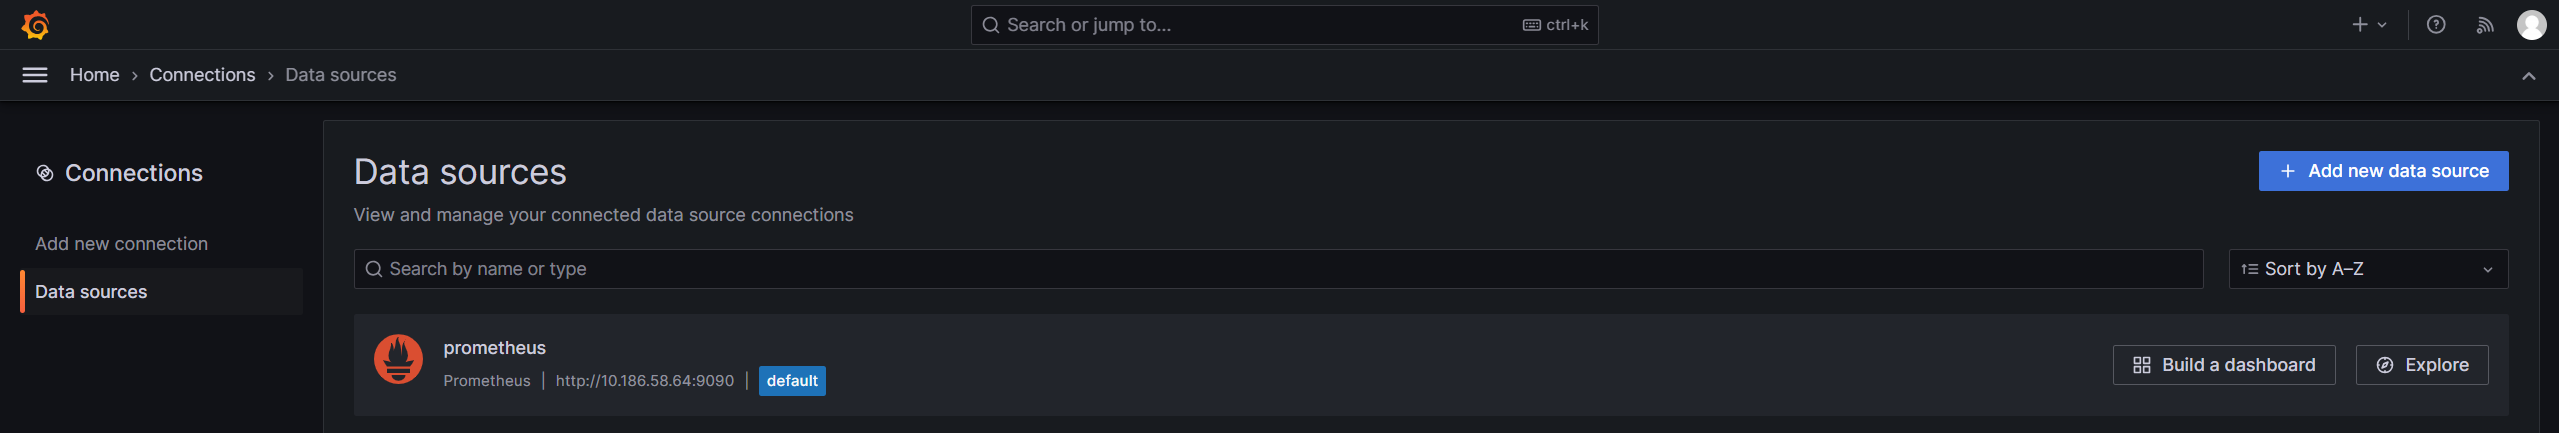 Search or jump to...
ctrl+k
Home › Connections › Data sources
Connections
Add new connection
Data sources
Data sources
View and manage your connected data source connections
Add new data source
Search by name or type
Sort by A–Z
prometheus
Prometheus | http://10.186.58.64:9090 | default
Build a dashboard
Explore